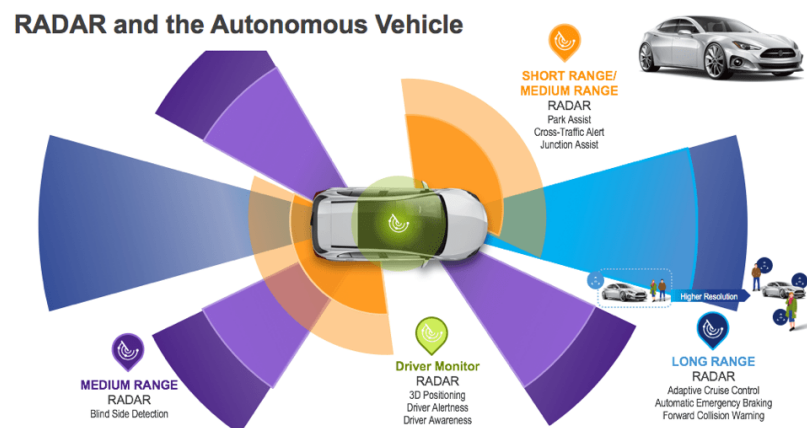 RADAR and the Autonomous Vehicle
SHORT RANGE/
MEDIUM RANGE
RADAR
Park Assist
Cross-Traffic Alert
Junction Assist
Higher Resolution
MEDIUM RANGE
RADAR
Blind Side Detection
Driver Monitor
RADAR
3D Positioning
Driver Alertness
Driver Awareness
LONG RANGE
RADAR
Adaptive Cruise Control
Automatic Emergency Braking
Forward Collision Warning